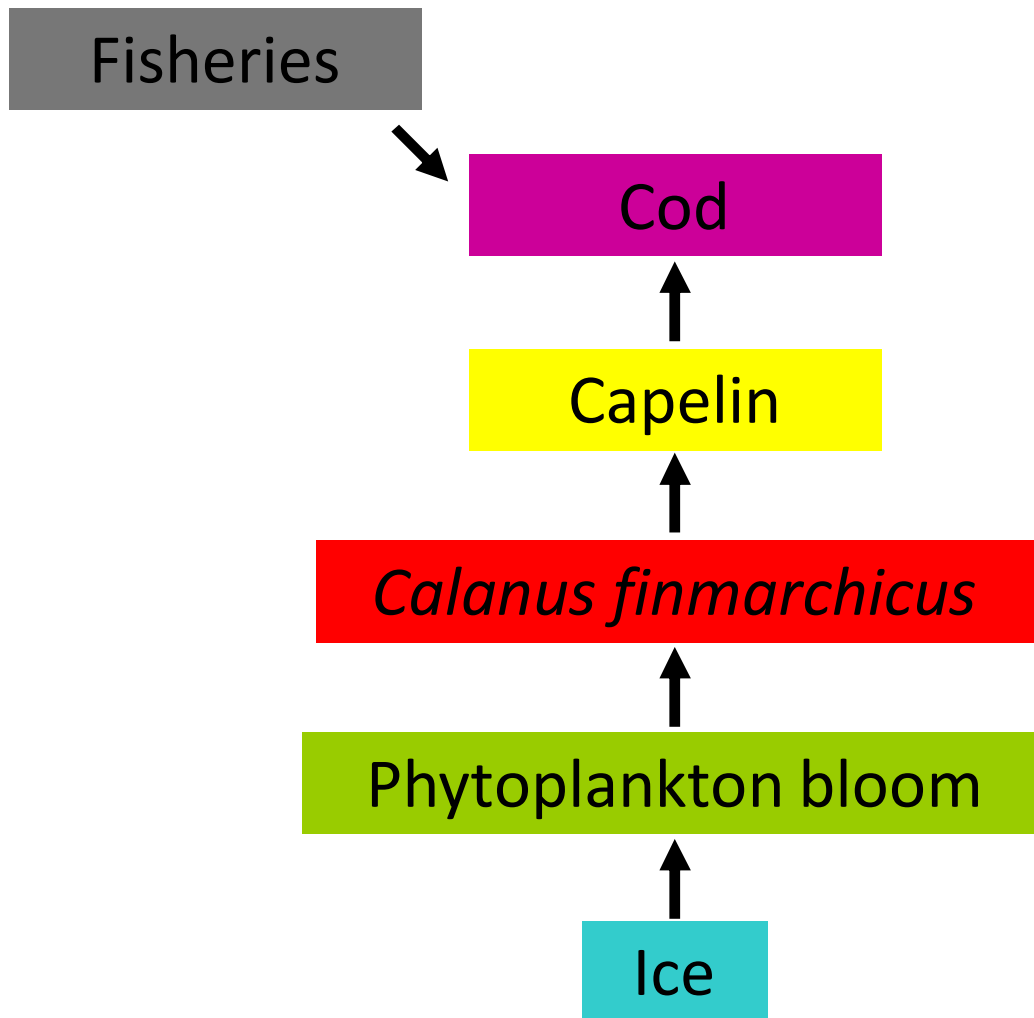 Fisheries
Cod
Capelin
Calanus finmarchicus
Phytoplankton bloom
Ice